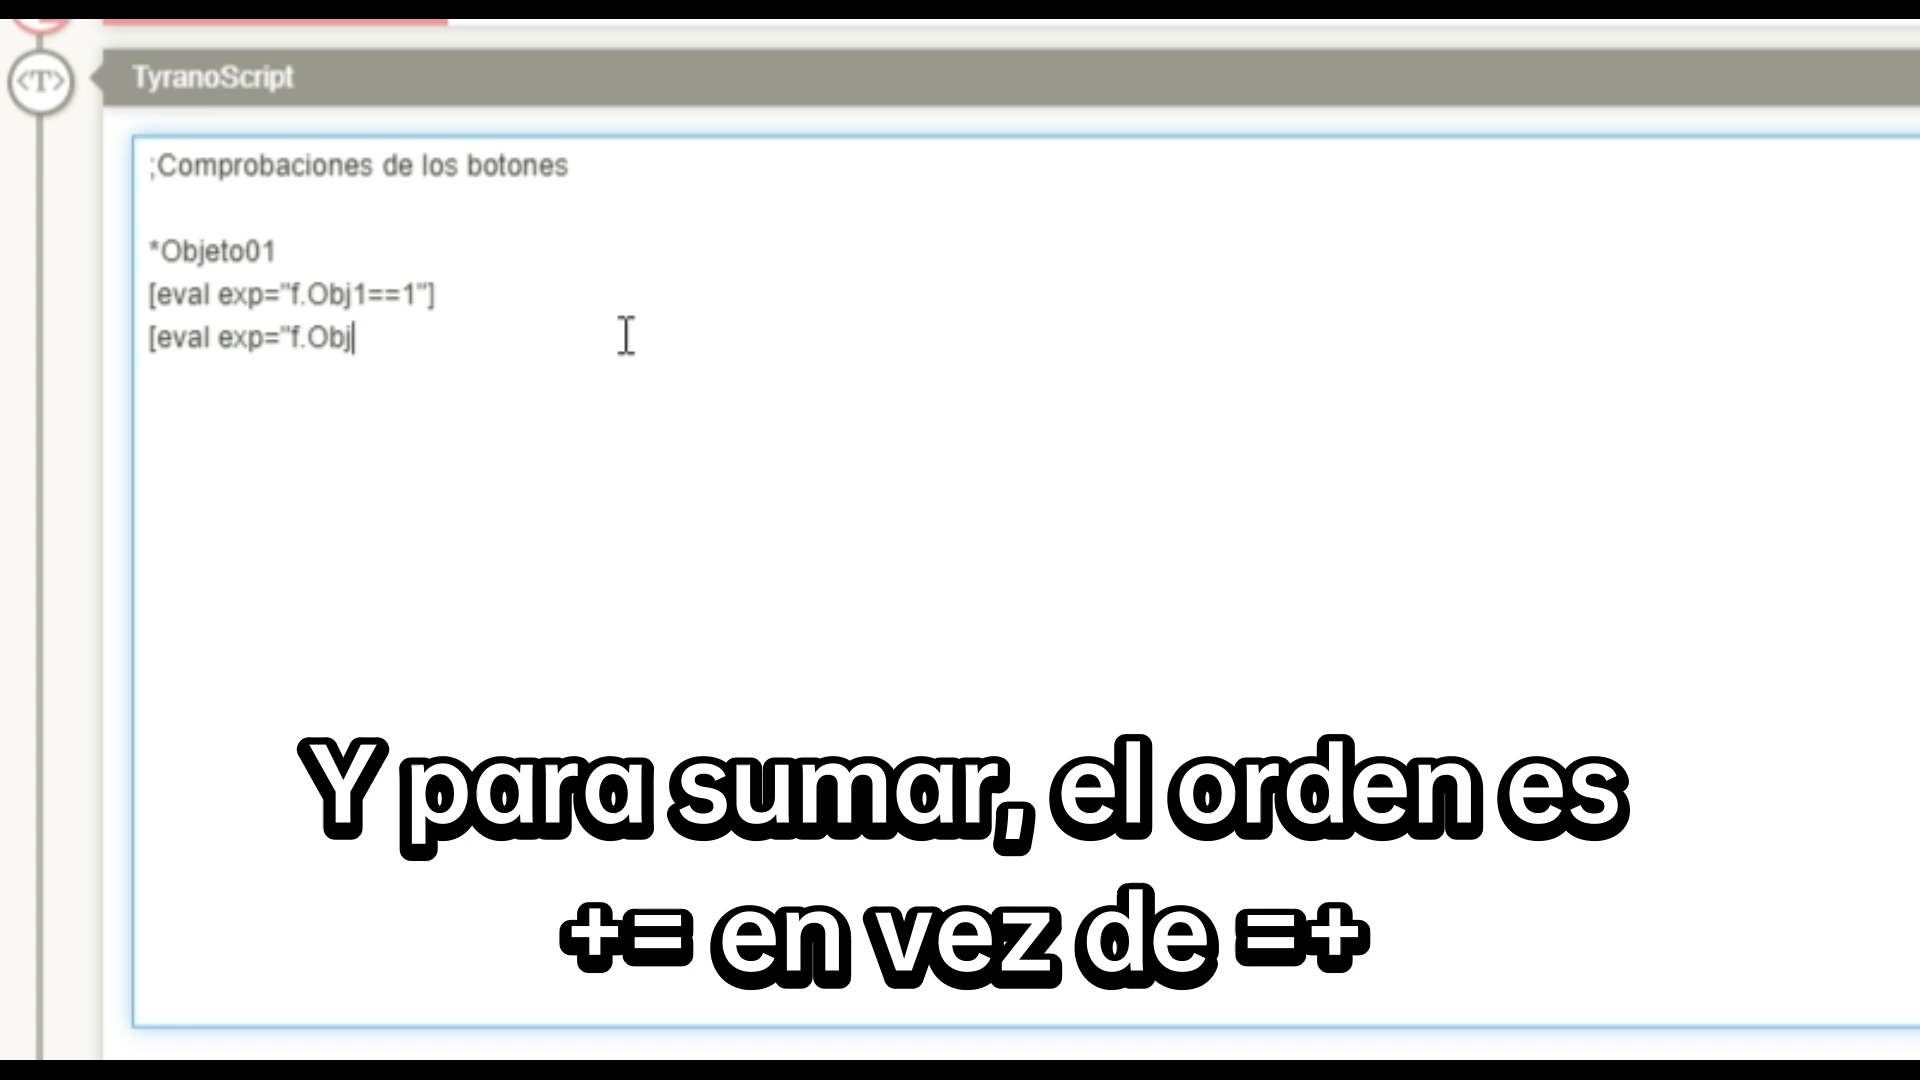 <T>
TyranoScript
;Comprobaciones de los botones
*Objeto01
[eval exp="f.Obj1==1"]
[eval exp="f.Obj
Y para sumar, el orden es
+= en vez de =+